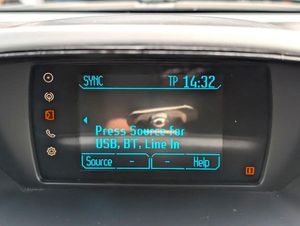 SYNC TP 14:32
Press Source for
USB, BT, Line In
Source - - Help